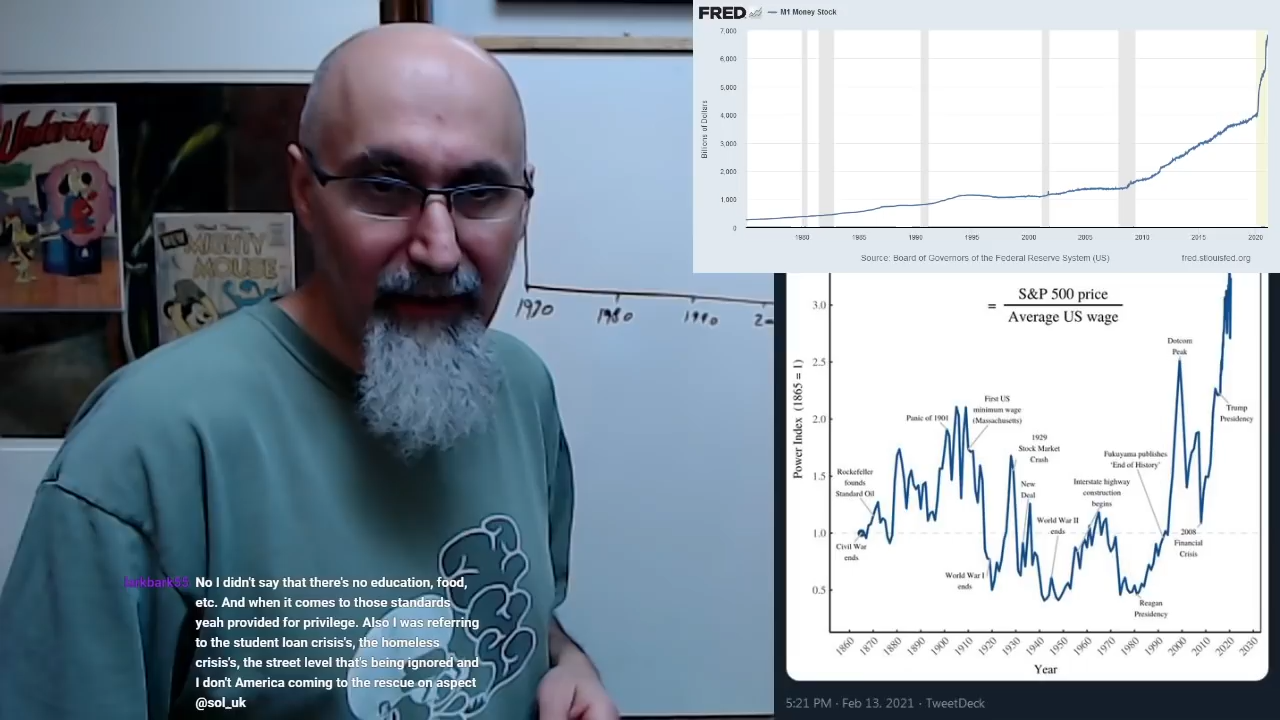 Underdog
NEW
MIGHTY
MOUSE
1970
1980
1990
No I didn't say that there's no education, food,
etc. And when it comes to those standards
yeah provided for privilege. Also I was referring
to the student loan crisis's, the homeless
crisis's, the street level that's being ignored and
I don't America coming to the rescue on aspect
@sol_uk
FRED
M1 Money Stock
7,000
6,000
5,000
4,000
3,000
2,000
1,000
0
Billions of Dollars
1980
1985
1990
1995
2000
2005
2010
2015
2020
Source: Board of Governors of the Federal Reserve System (US)
fred.stlouisfed.org
= S&P 500 price
Average US wage
Power Index (1865 = 1)
3.0
2.5
2.0
1.5
1.0
0.5
Civil War
ends
Rockefeller
founds
Standard Oil
Panic of 1901
First US
minimum wage
(Massachusetts)
World War I
ends
1929
Stock Market
Crash
New
Deal
World War II
ends
Interstate highway
construction
begins
Reagan
Presidency
Fukuyama publishes
'End of History'
Dotcom
Peak
2008
Financial
Crisis
Trump
Presidency
1860
1870
1880
1890
1900
1910
1920
1930
1940
1950
1960
1970
1980
1990
2000
2010
2020
2030
Year
5:21 PM · Feb 13, 2021 · TweetDeck